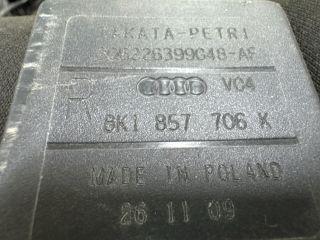 TAKATA-PETRI
VC4
8K1 857 706 K
MADE IN POLAND
26 11 09